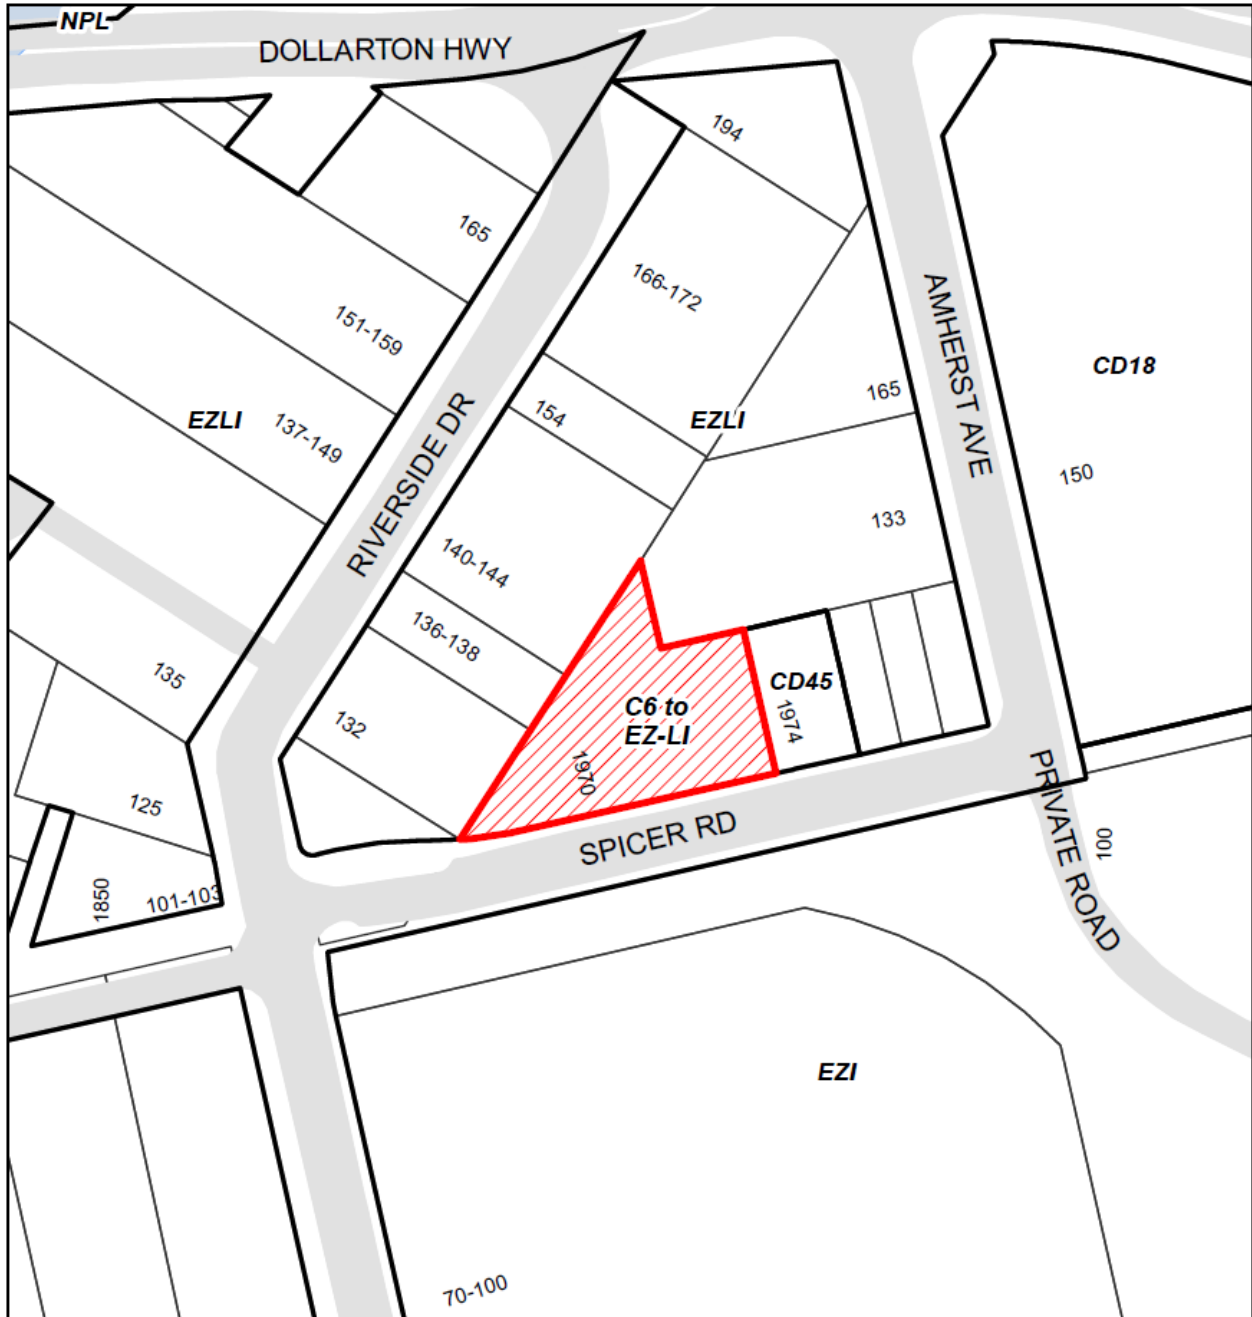 NPL
DOLLARTON HWY
194
165
166-172
AMHERST AVE
151-159
CD18
165
EZLI
137-149
RIVERSIDE DR
154
EZLI
150
133
140-144
136-138
135
CD45
C6 to
EZ-LI
1974
132
1970
125
SPICER RD
PRIVATE ROAD
100
1850
101-103
EZI
70-100